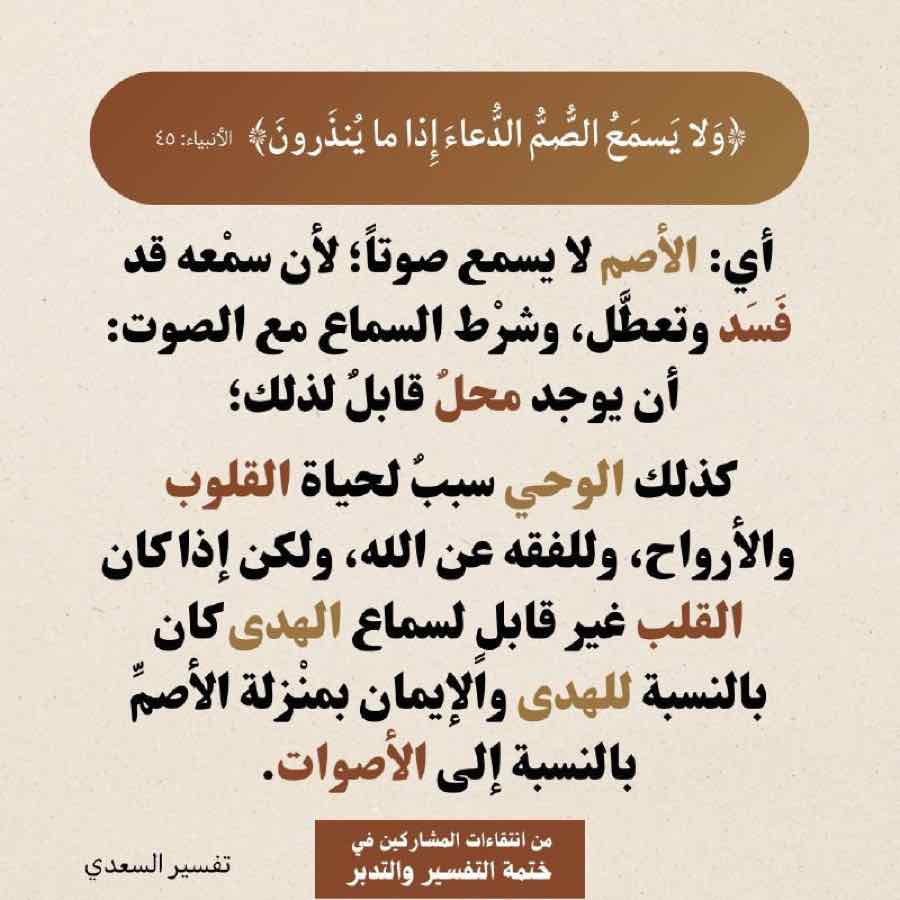 ﴿وَلا يَسمَعُ الصُّمُّ الدُّعاءَ إِذا ما يُنذَرونَ﴾ الأنبياء: ٤٥
أي: الأصم لا يسمع صوتاً؛ لأن سمْعه قد
فَسَد وتعطَّل، وشرْط السماع مع الصوت:
أن يوجد محلٌ قابلٌ لذلك؛
كذلك الوحي سببٌ لحياة القلوب
والأرواح، وللفقه عن الله، ولكن إذا كان
القلب غير قابلٍ لسماع الهدى كان
بالنسبة للهدى والإيمان بمنْزلة الأصمِّ
بالنسبة إلى الأصوات.
من انتقاءات المشاركين في
ختمة التفسير والتدبر
تفسير السعدي